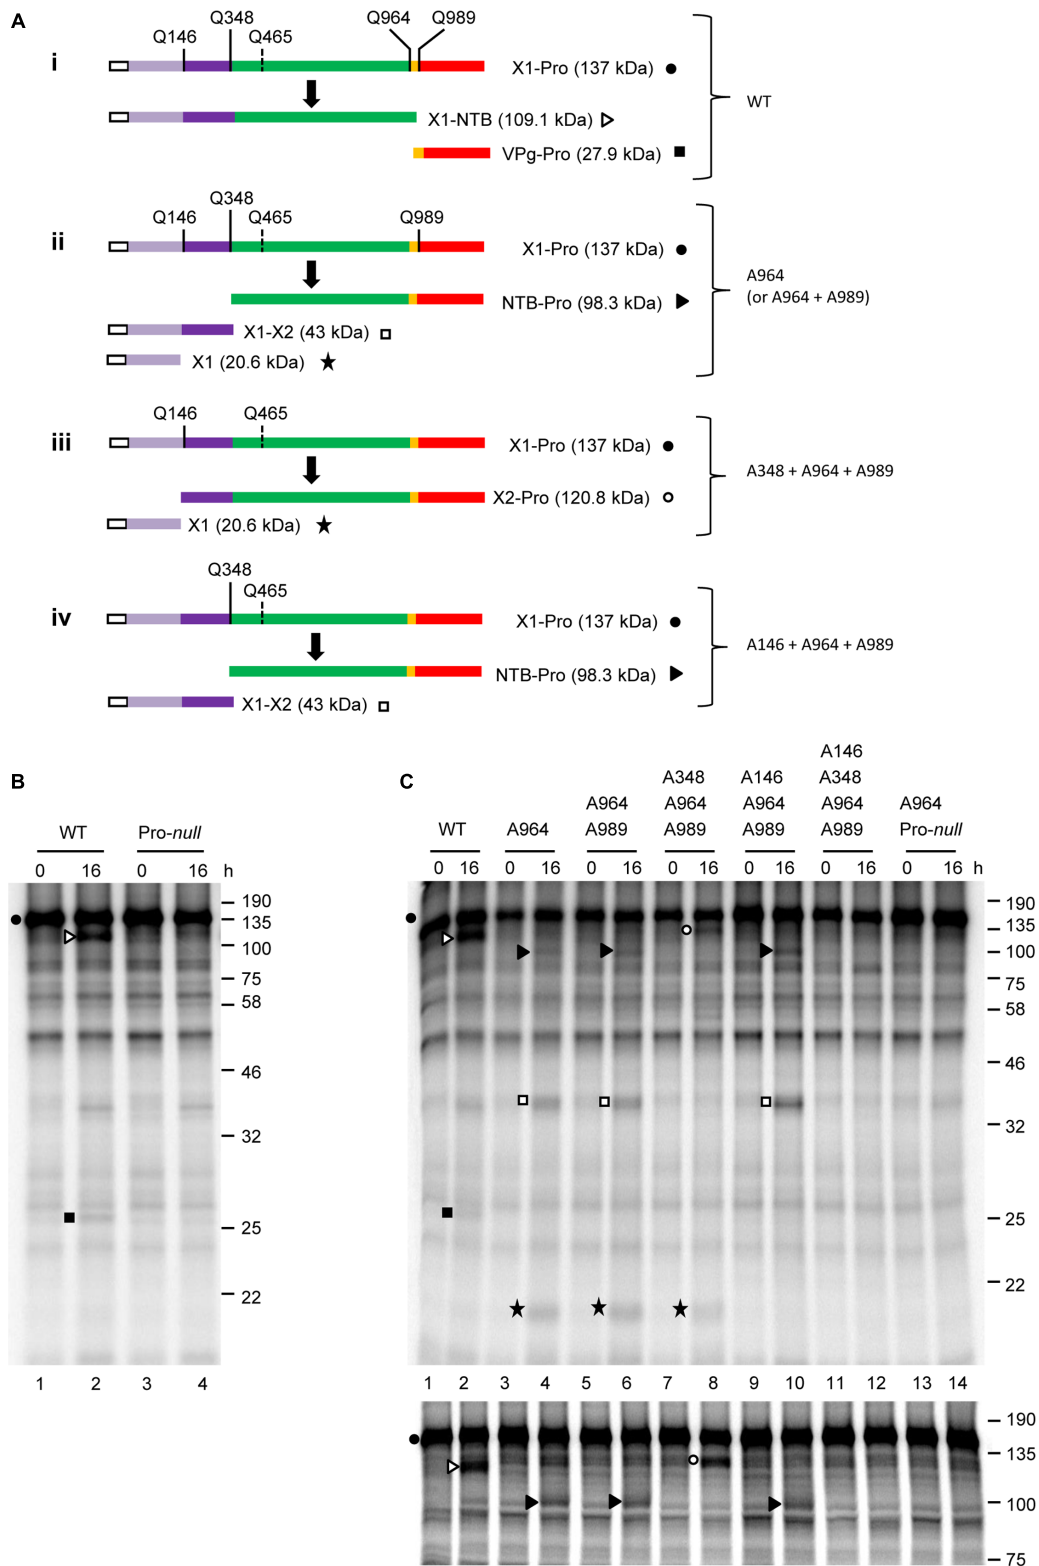 A
Q348 Q964 Q989
Q146 Q465
i
X1-Pro (137 kDa)
WT
X1-NTB (109.1 kDa)
VPg-Pro (27.9 kDa)
Q348
Q146 Q465 Q989
ii
X1-Pro (137 kDa)
A964
(or A964 + A989)
NTB-Pro (98.3 kDa)
X1-X2 (43 kDa)
X1 (20.6 kDa)
Q146 Q465
iii
X1-Pro (137 kDa)
A348 + A964 + A989
X2-Pro (120.8 kDa)
X1 (20.6 kDa)
Q348
Q465
iv
X1-Pro (137 kDa)
A146 + A964 + A989
NTB-Pro (98.3 kDa)
X1-X2 (43 kDa)
B
WT Pro-null
0 16 0 16 h
190
135
100
75
58
46
32
25
22
1 2 3 4
C
A146
A348 A146 A348
A964 A964 A964 A964 A964
WT A964 A989 A989 A989 A989 Pro-null
0 16 0 16 0 16 0 16 0 16 0 16 0 16 h
190
135
100
75
58
46
32
25
22
1 2 3 4 5 6 7 8 9 10 11 12 13 14
190
135
100
75